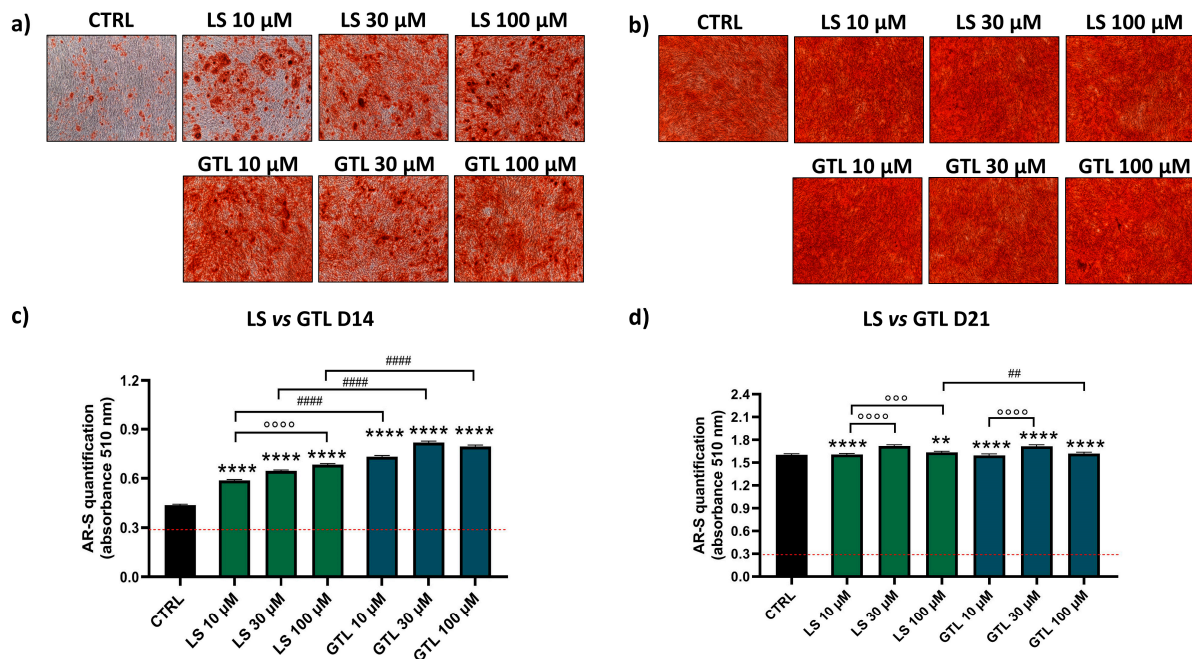 a)
CTRL
LS 10 µM
LS 30 µM
LS 100 µM
GTL 10 µM
GTL 30 µM
GTL 100 µM
b)
CTRL
LS 10 µM
LS 30 µM
LS 100 µM
GTL 10 µM
GTL 30 µM
GTL 100 µM
c)
LS vs GTL D14
####
####
####
°°°°
****
****
****
****
****
****
AR-S quantification
(absorbance 510 nm)
1.2
0.9
0.6
0.3
0.0
CTRL
LS 10 µM
LS 30 µM
LS 100 µM
GTL 10 µM
GTL 30 µM
GTL 100 µM
d)
LS vs GTL D21
##
°°°
°°°°
°°°°
****
**
****
****
****
AR-S quantification
(absorbance 510 nm)
2.4
2.1
1.8
1.5
1.2
0.9
0.6
0.3
0.0
CTRL
LS 10 µM
LS 30 µM
LS 100 µM
GTL 10 µM
GTL 30 µM
GTL 100 µM